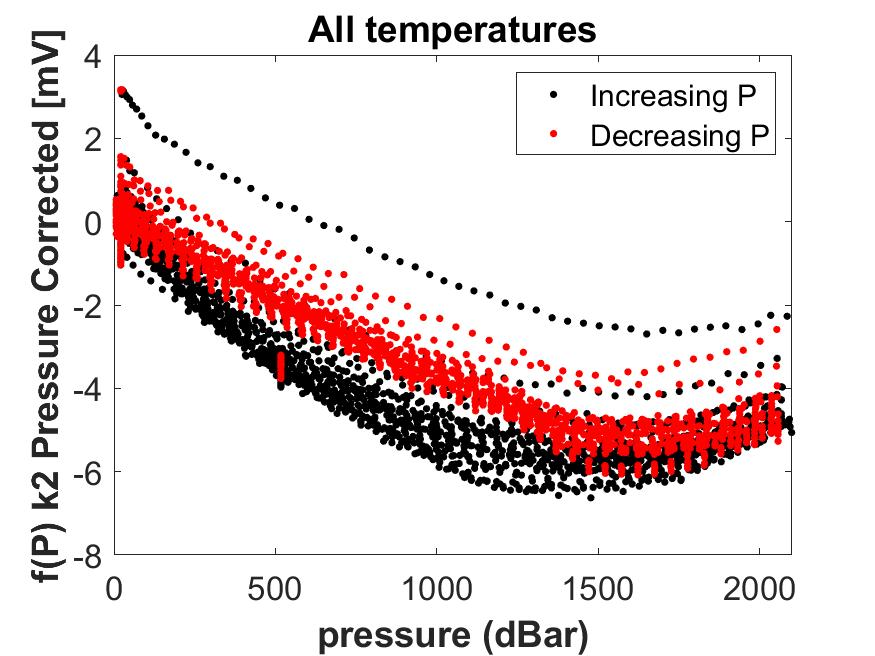 All temperatures
f(P) k2 Pressure Corrected [mV]
4
2
0
-2
-4
-6
-8
Increasing P
Decreasing P
0
500
1000
1500
2000
pressure (dBar)